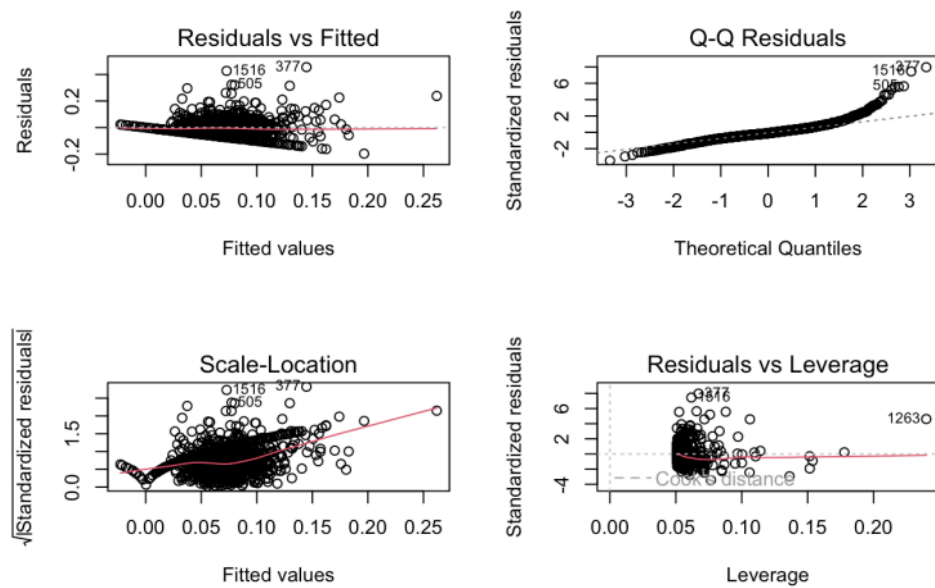 Residuals vs Fitted
Residuals
0.2
-0.2
1516
377
505
0.00 0.05 0.10 0.15 0.20 0.25
Fitted values
Q-Q Residuals
Standardized residuals
6
2
-2
1516
377
505
-3 -2 -1 0 1 2 3
Theoretical Quantiles
Scale-Location
√|Standardized residuals|
1.5
0.0
1516
377
505
0.00 0.05 0.10 0.15 0.20 0.25
Fitted values
Residuals vs Leverage
Standardized residuals
6
2
-4
377
1516
1263
Cook's distance
0.00 0.05 0.10 0.15 0.20
Leverage